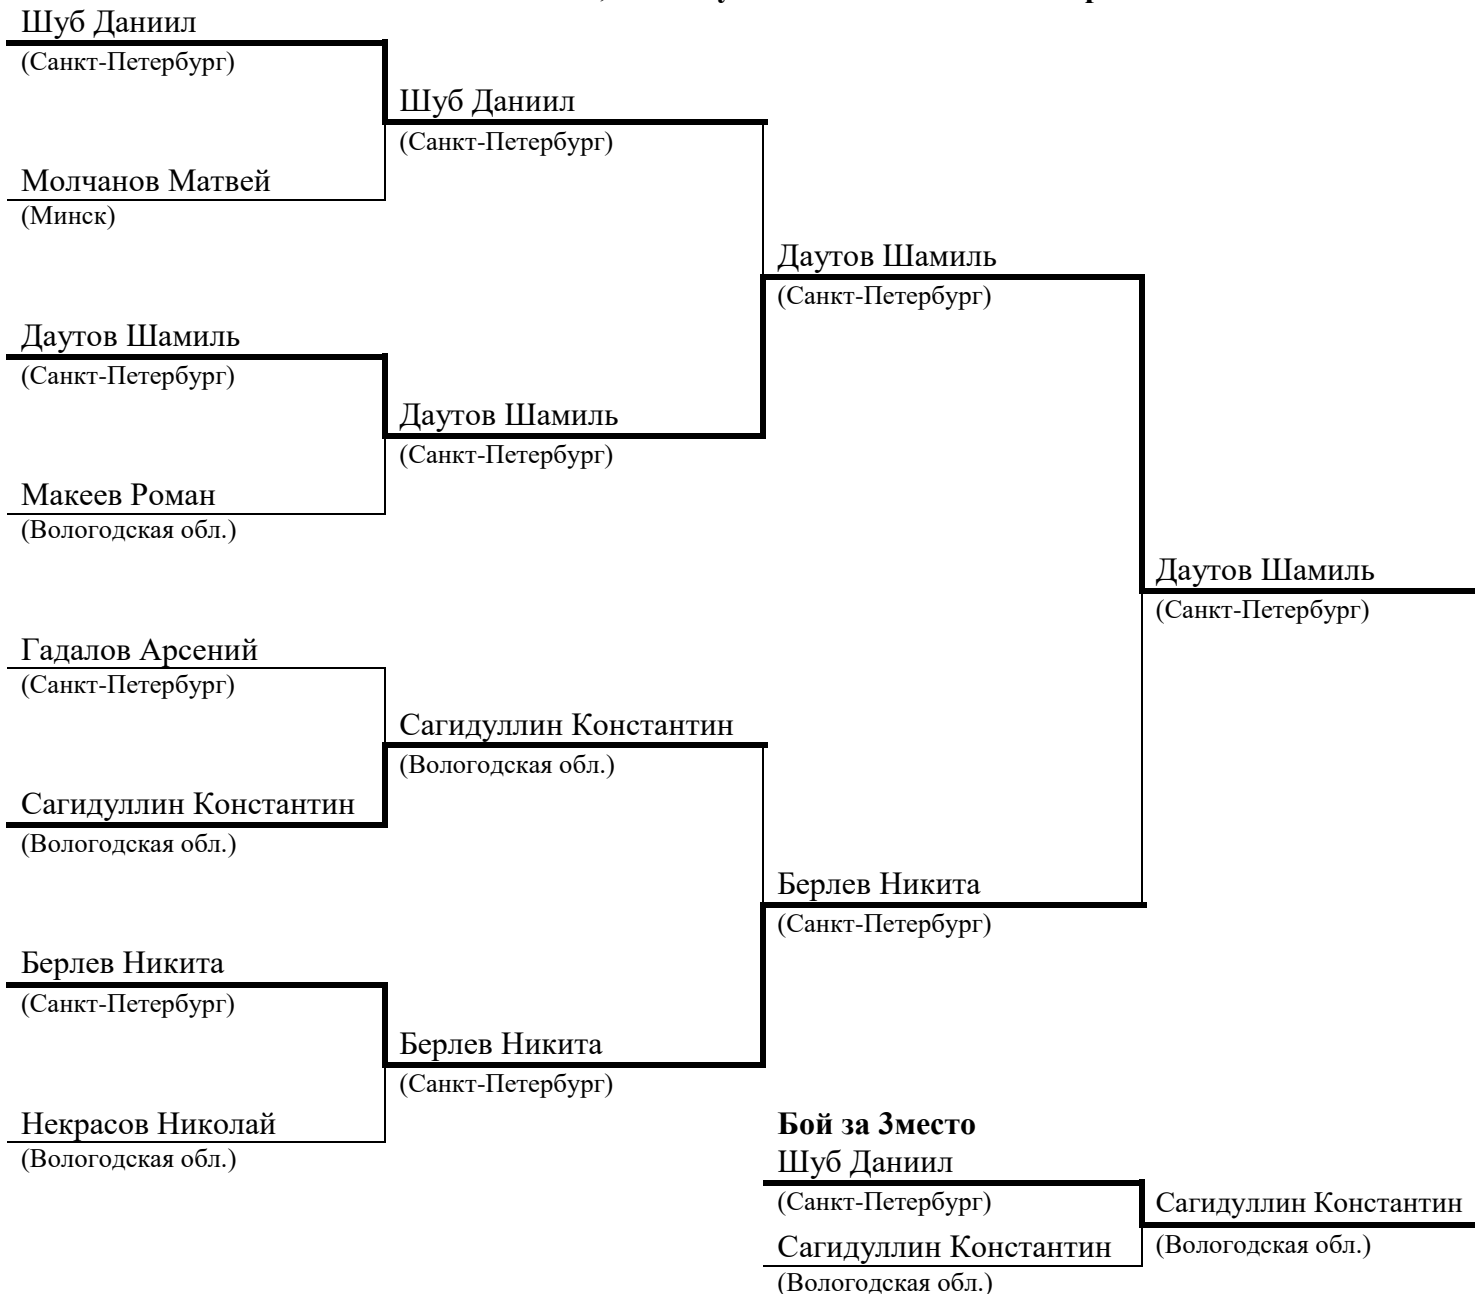 Шуб Даниил
(Санкт-Петербург)
Шуб Даниил
(Санкт-Петербург)
Молчанов Матвей
(Минск)
Даутов Шамиль
(Санкт-Петербург)
Даутов Шамиль
(Санкт-Петербург)
Даутов Шамиль
(Санкт-Петербург)
Макеев Роман
(Вологодская обл.)
Даутов Шамиль
(Санкт-Петербург)
Гадалов Арсений
(Санкт-Петербург)
Сагидуллин Константин
(Вологодская обл.)
Сагидуллин Константин
(Вологодская обл.)
Берлев Никита
(Санкт-Петербург)
Берлев Никита
(Санкт-Петербург)
Берлев Никита
(Санкт-Петербург)
Некрасов Николай
(Вологодская обл.)
Бой за 3место
Шуб Даниил
(Санкт-Петербург)
Сагидуллин Константин
(Вологодская обл.)
Сагидуллин Константин
(Вологодская обл.)